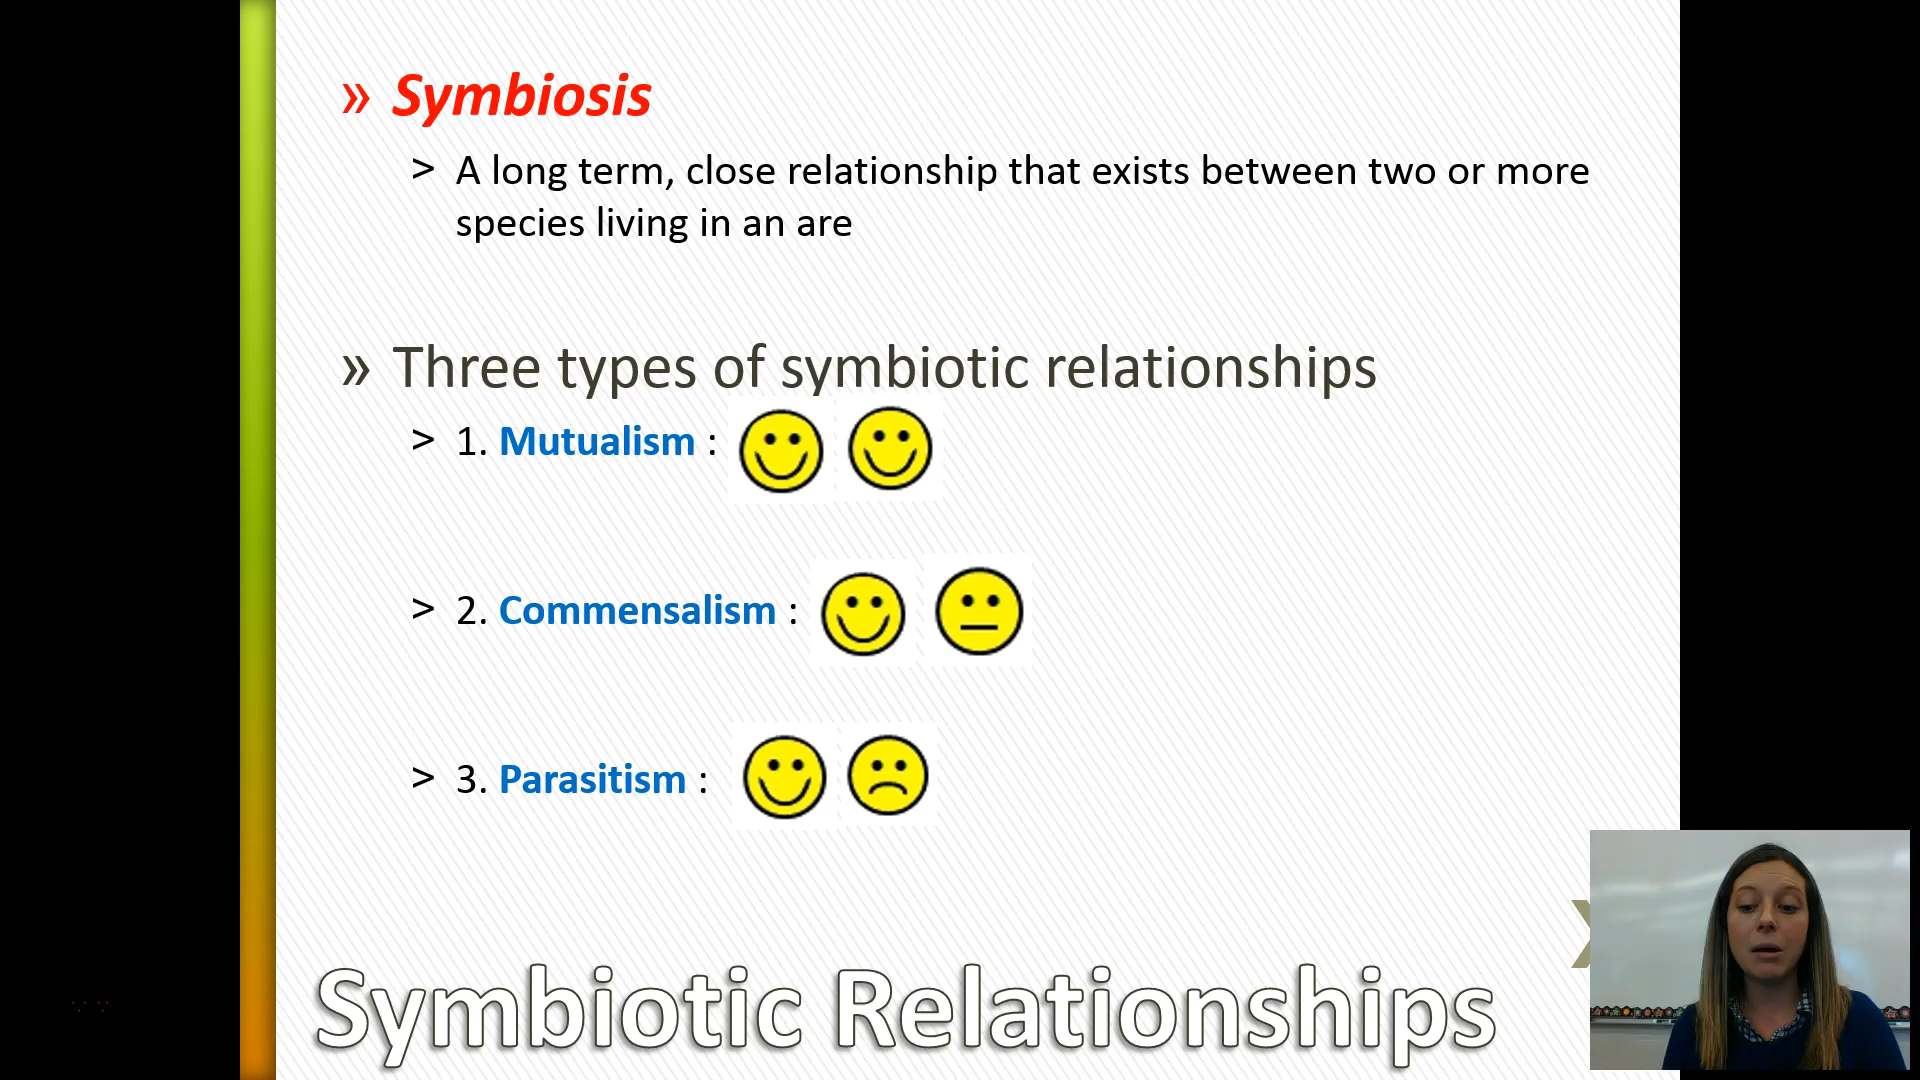 » Symbiosis
> A long term, close relationship that exists between two or more
species living in an are
» Three types of symbiotic relationships
> 1. Mutualism :
> 2. Commensalism :
> 3. Parasitism :
Symbiotic Relationships